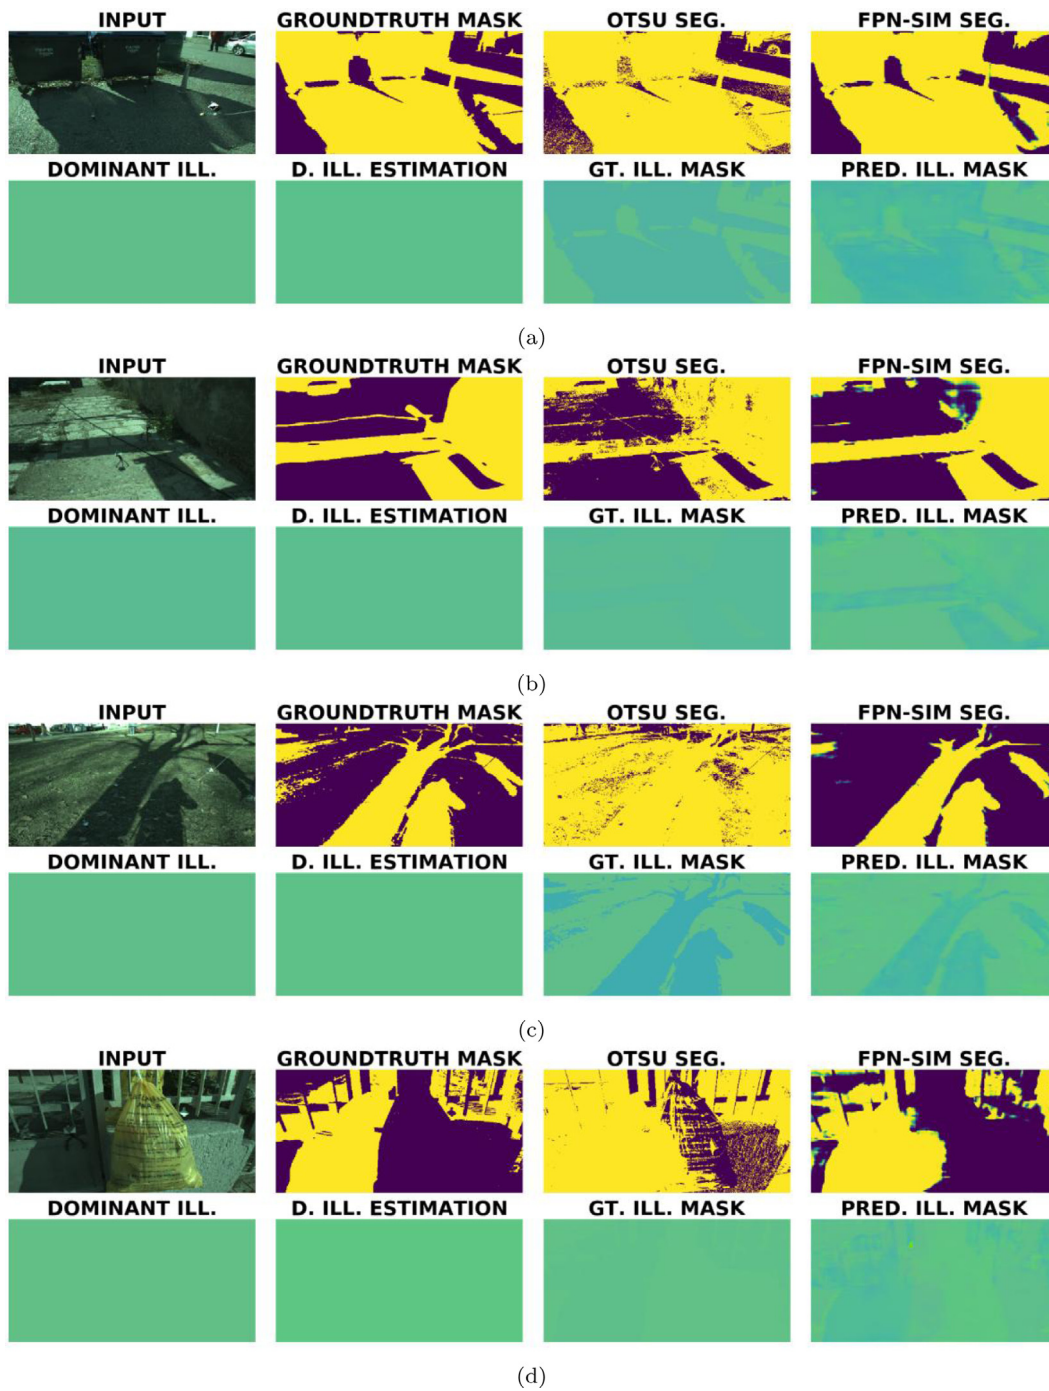 INPUT GROUNDTRUTH MASK OTSU SEG. FPN-SIM SEG.
DOMINANT ILL. D. ILL. ESTIMATION GT. ILL. MASK PRED. ILL. MASK
(a)
INPUT GROUNDTRUTH MASK OTSU SEG. FPN-SIM SEG.
DOMINANT ILL. D. ILL. ESTIMATION GT. ILL. MASK PRED. ILL. MASK
(b)
INPUT GROUNDTRUTH MASK OTSU SEG. FPN-SIM SEG.
DOMINANT ILL. D. ILL. ESTIMATION GT. ILL. MASK PRED. ILL. MASK
(c)
INPUT GROUNDTRUTH MASK OTSU SEG. FPN-SIM SEG.
DOMINANT ILL. D. ILL. ESTIMATION GT. ILL. MASK PRED. ILL. MASK
(d)